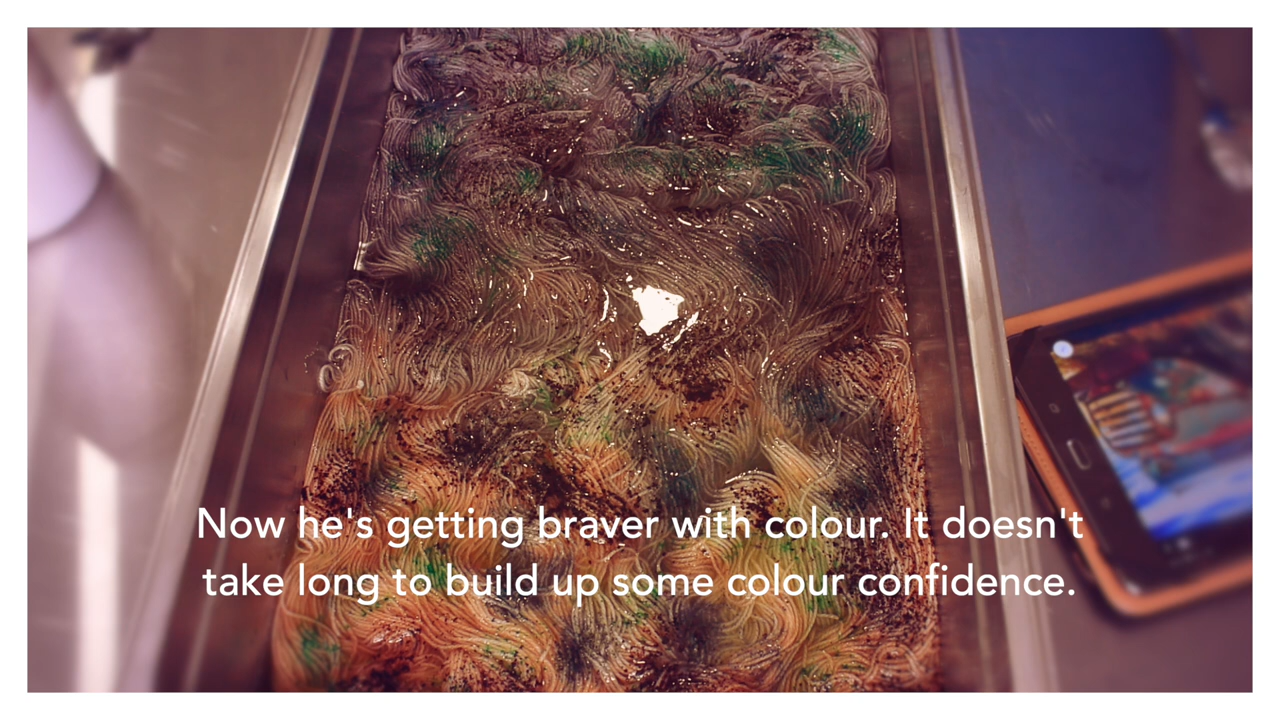 Now he's getting braver with colour. It doesn't
take long to build up some colour confidence.